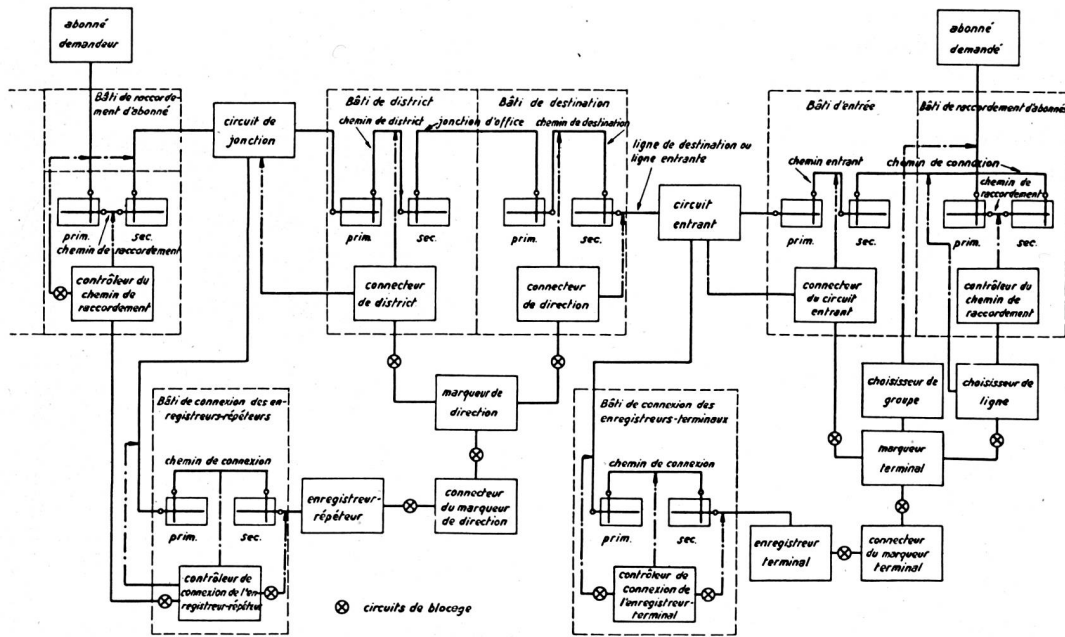 abonné
demandeur
abonné
demandé
Bâti de raccorde-
ment d'abonné
circuit de
jonction
Bâti de district
chemin de district
jonction d'office
Bâti de destination
chemin de destination
ligne de destination ou
ligne entrante
circuit
entrant
Bâti d'entrée
chemin entrant
Bâti de raccordement d'abonné
chemin de connexion
chemin de
raccordement
prim.
sec.
chemin de raccordement
prim.
sec.
prim.
sec.
prim.
sec.
prim.
sec.
contrôleur du
chemin de
raccordement
connecteur
de district
connecteur
de direction
connecteur
du circuit
entrant
contrôleur du
chemin de
raccordement
Bâti de connexion des en-
registreurs-répéteurs
chemin de connexion
prim.
sec.
contrôleur de
connexion de l'en-
registreur-répéteur
enregistreur-
répéteur
marqueur de
direction
connecteur
du marqueur
de direction
Bâti de connexion des
enregistreurs-terminaux
chemin de connexion
prim.
sec.
contrôleur de
connexion de
l'enregistreur-
terminal
choisisseur de
groupe
choisisseur de
ligne
marqueur
terminal
enregistreur
terminal
connecteur
du marqueur
terminal
circuits de blocage